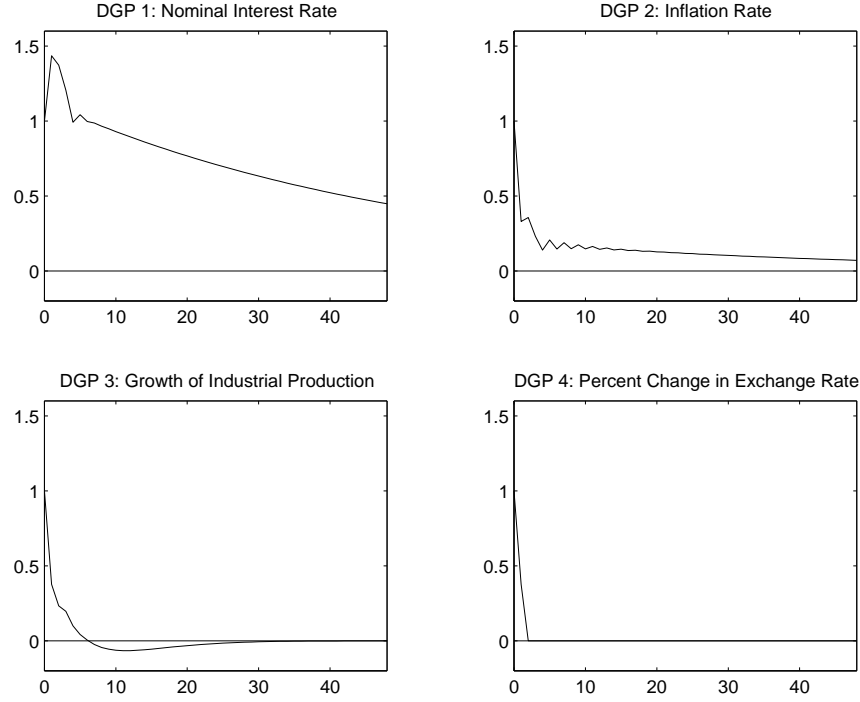 DGP 1: Nominal Interest Rate
1.5
1
0.5
0
0 10 20 30 40
DGP 2: Inflation Rate
1.5
1
0.5
0
0 10 20 30 40
DGP 3: Growth of Industrial Production
1.5
1
0.5
0
0 10 20 30 40
DGP 4: Percent Change in Exchange Rate
1.5
1
0.5
0
0 10 20 30 40